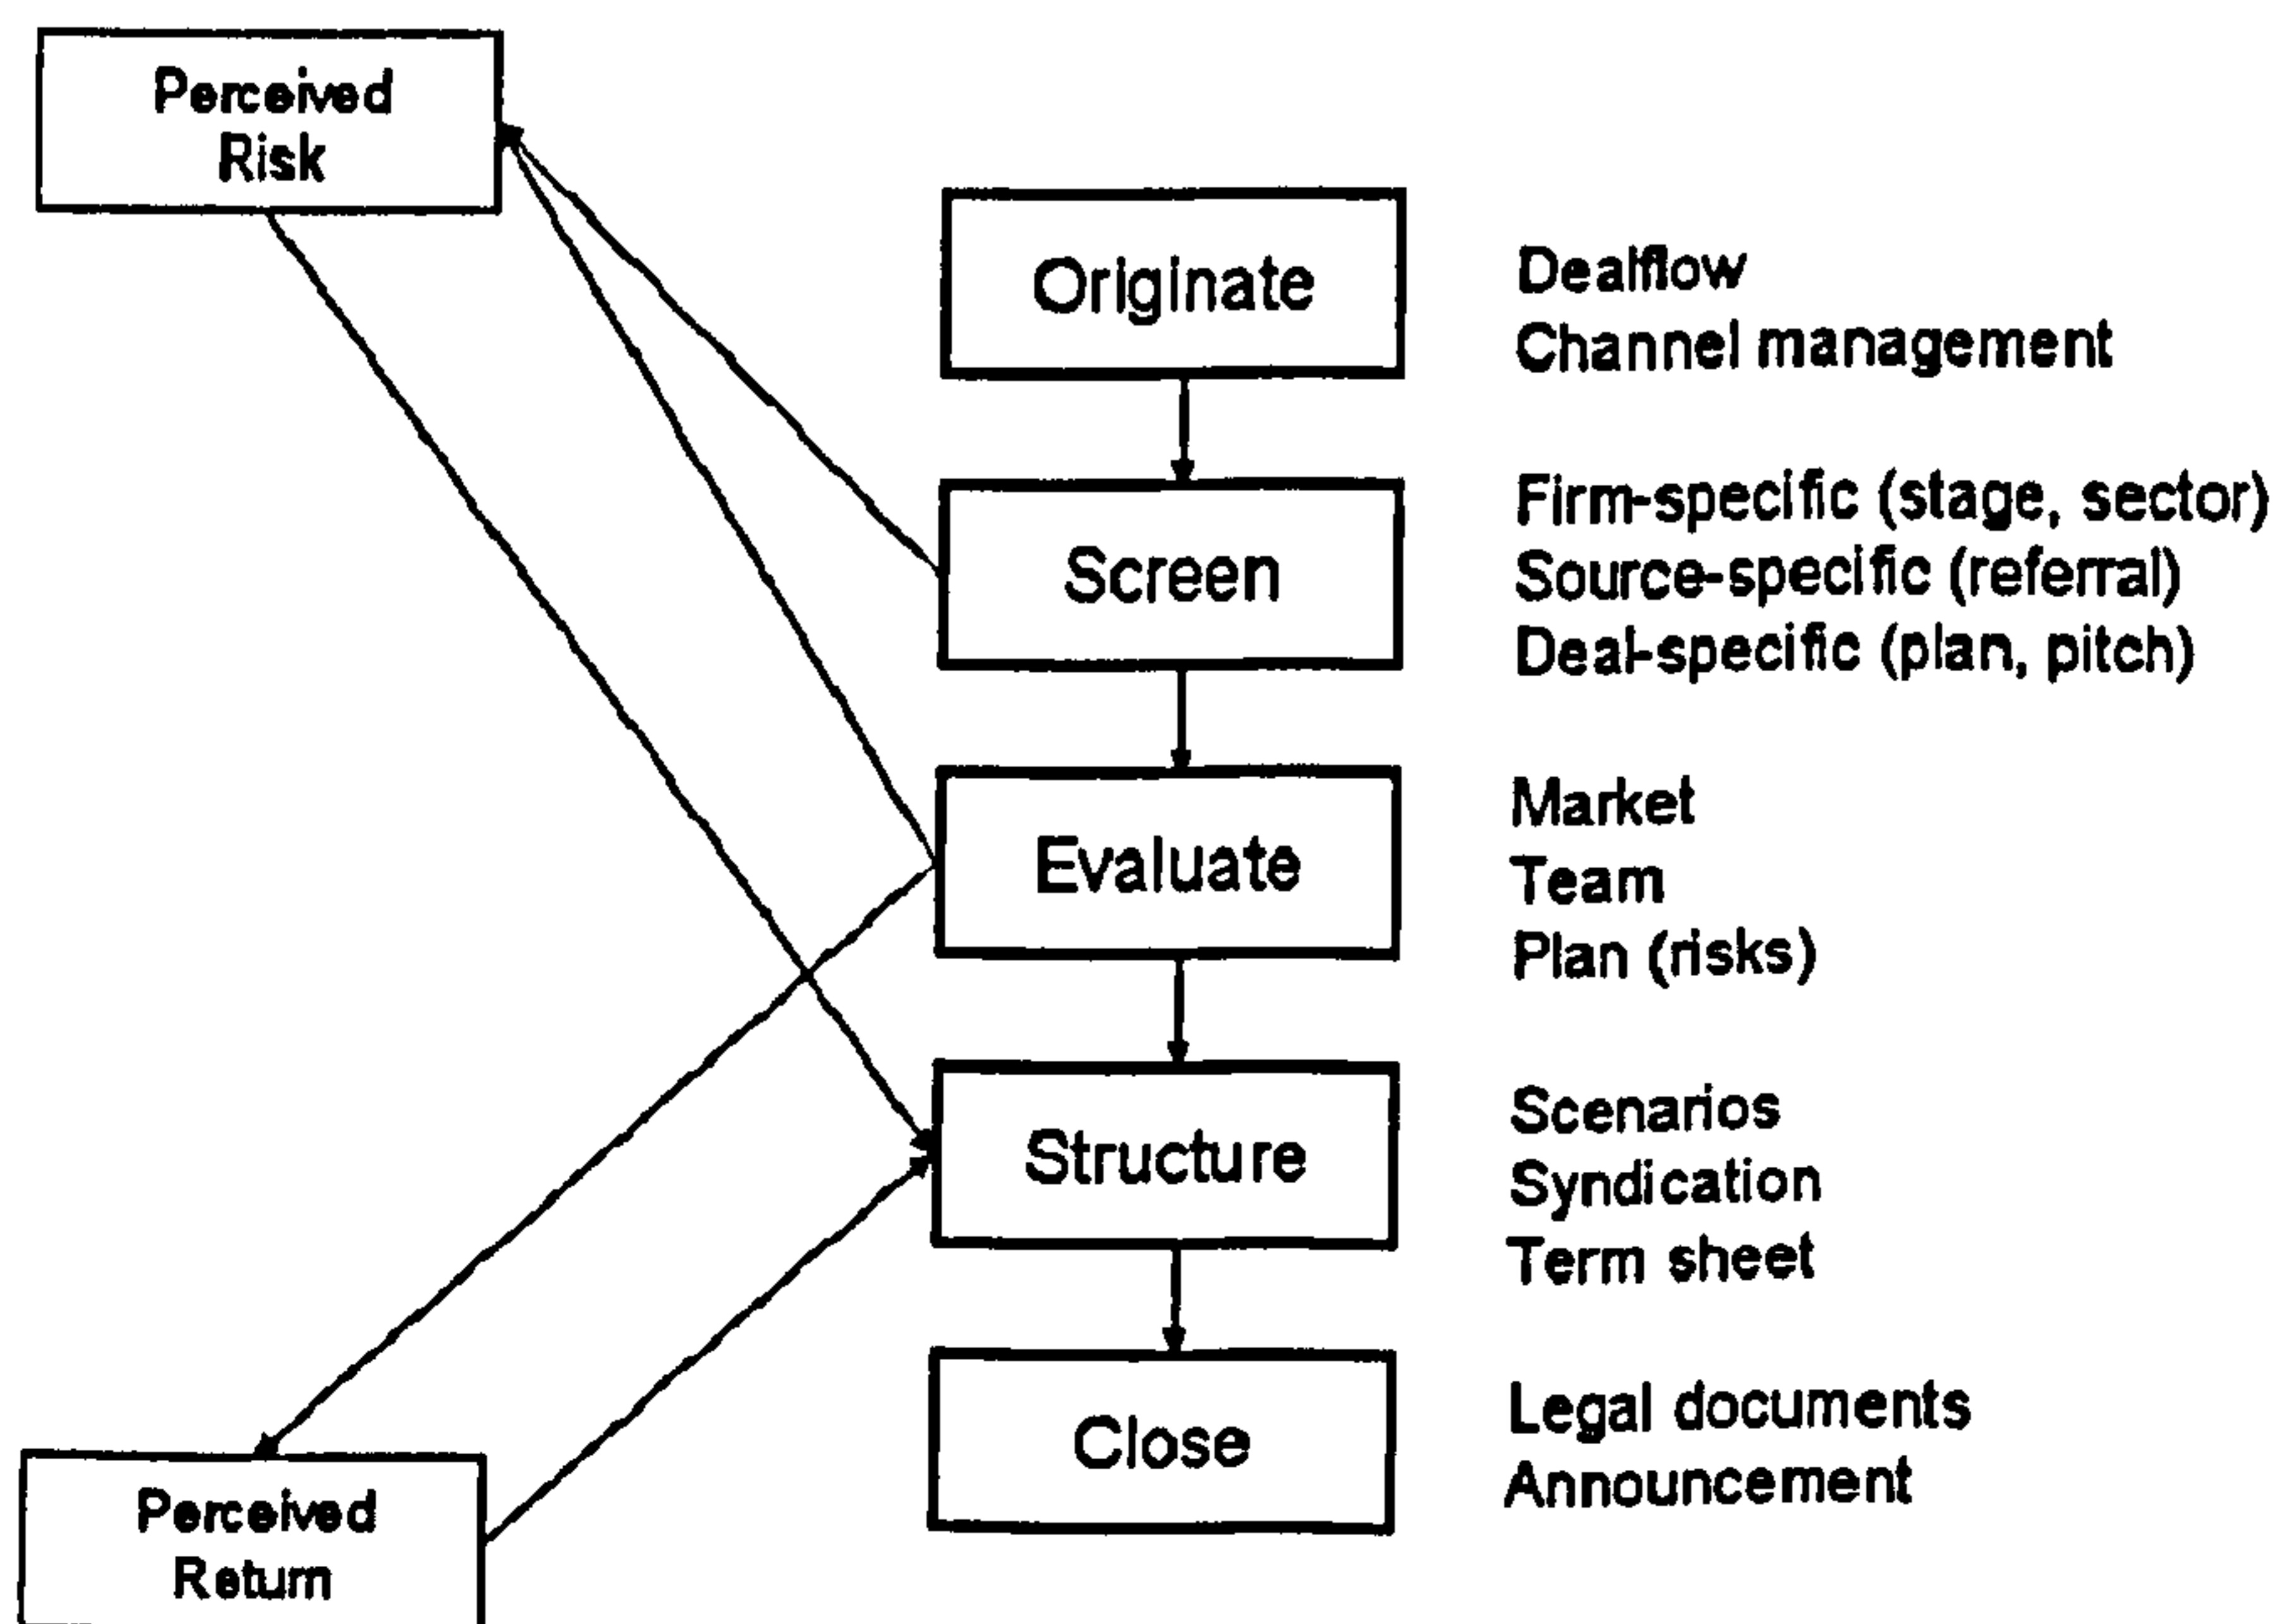 Perceived
Risk
Originate
Dealflow
Channel management
Screen
Firm-specific (stage, sector)
Source-specific (referral)
Deal-specific (plan, pitch)
Evaluate
Market
Team
Plan (risks)
Structure
Scenarios
Syndication
Term sheet
Close
Legal documents
Announcement
Perceived
Return